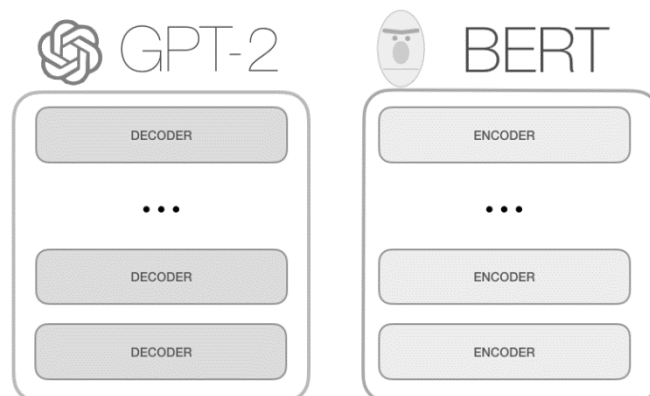 GPT-2
DECODER
...
DECODER
DECODER
BERT
ENCODER
...
ENCODER
ENCODER